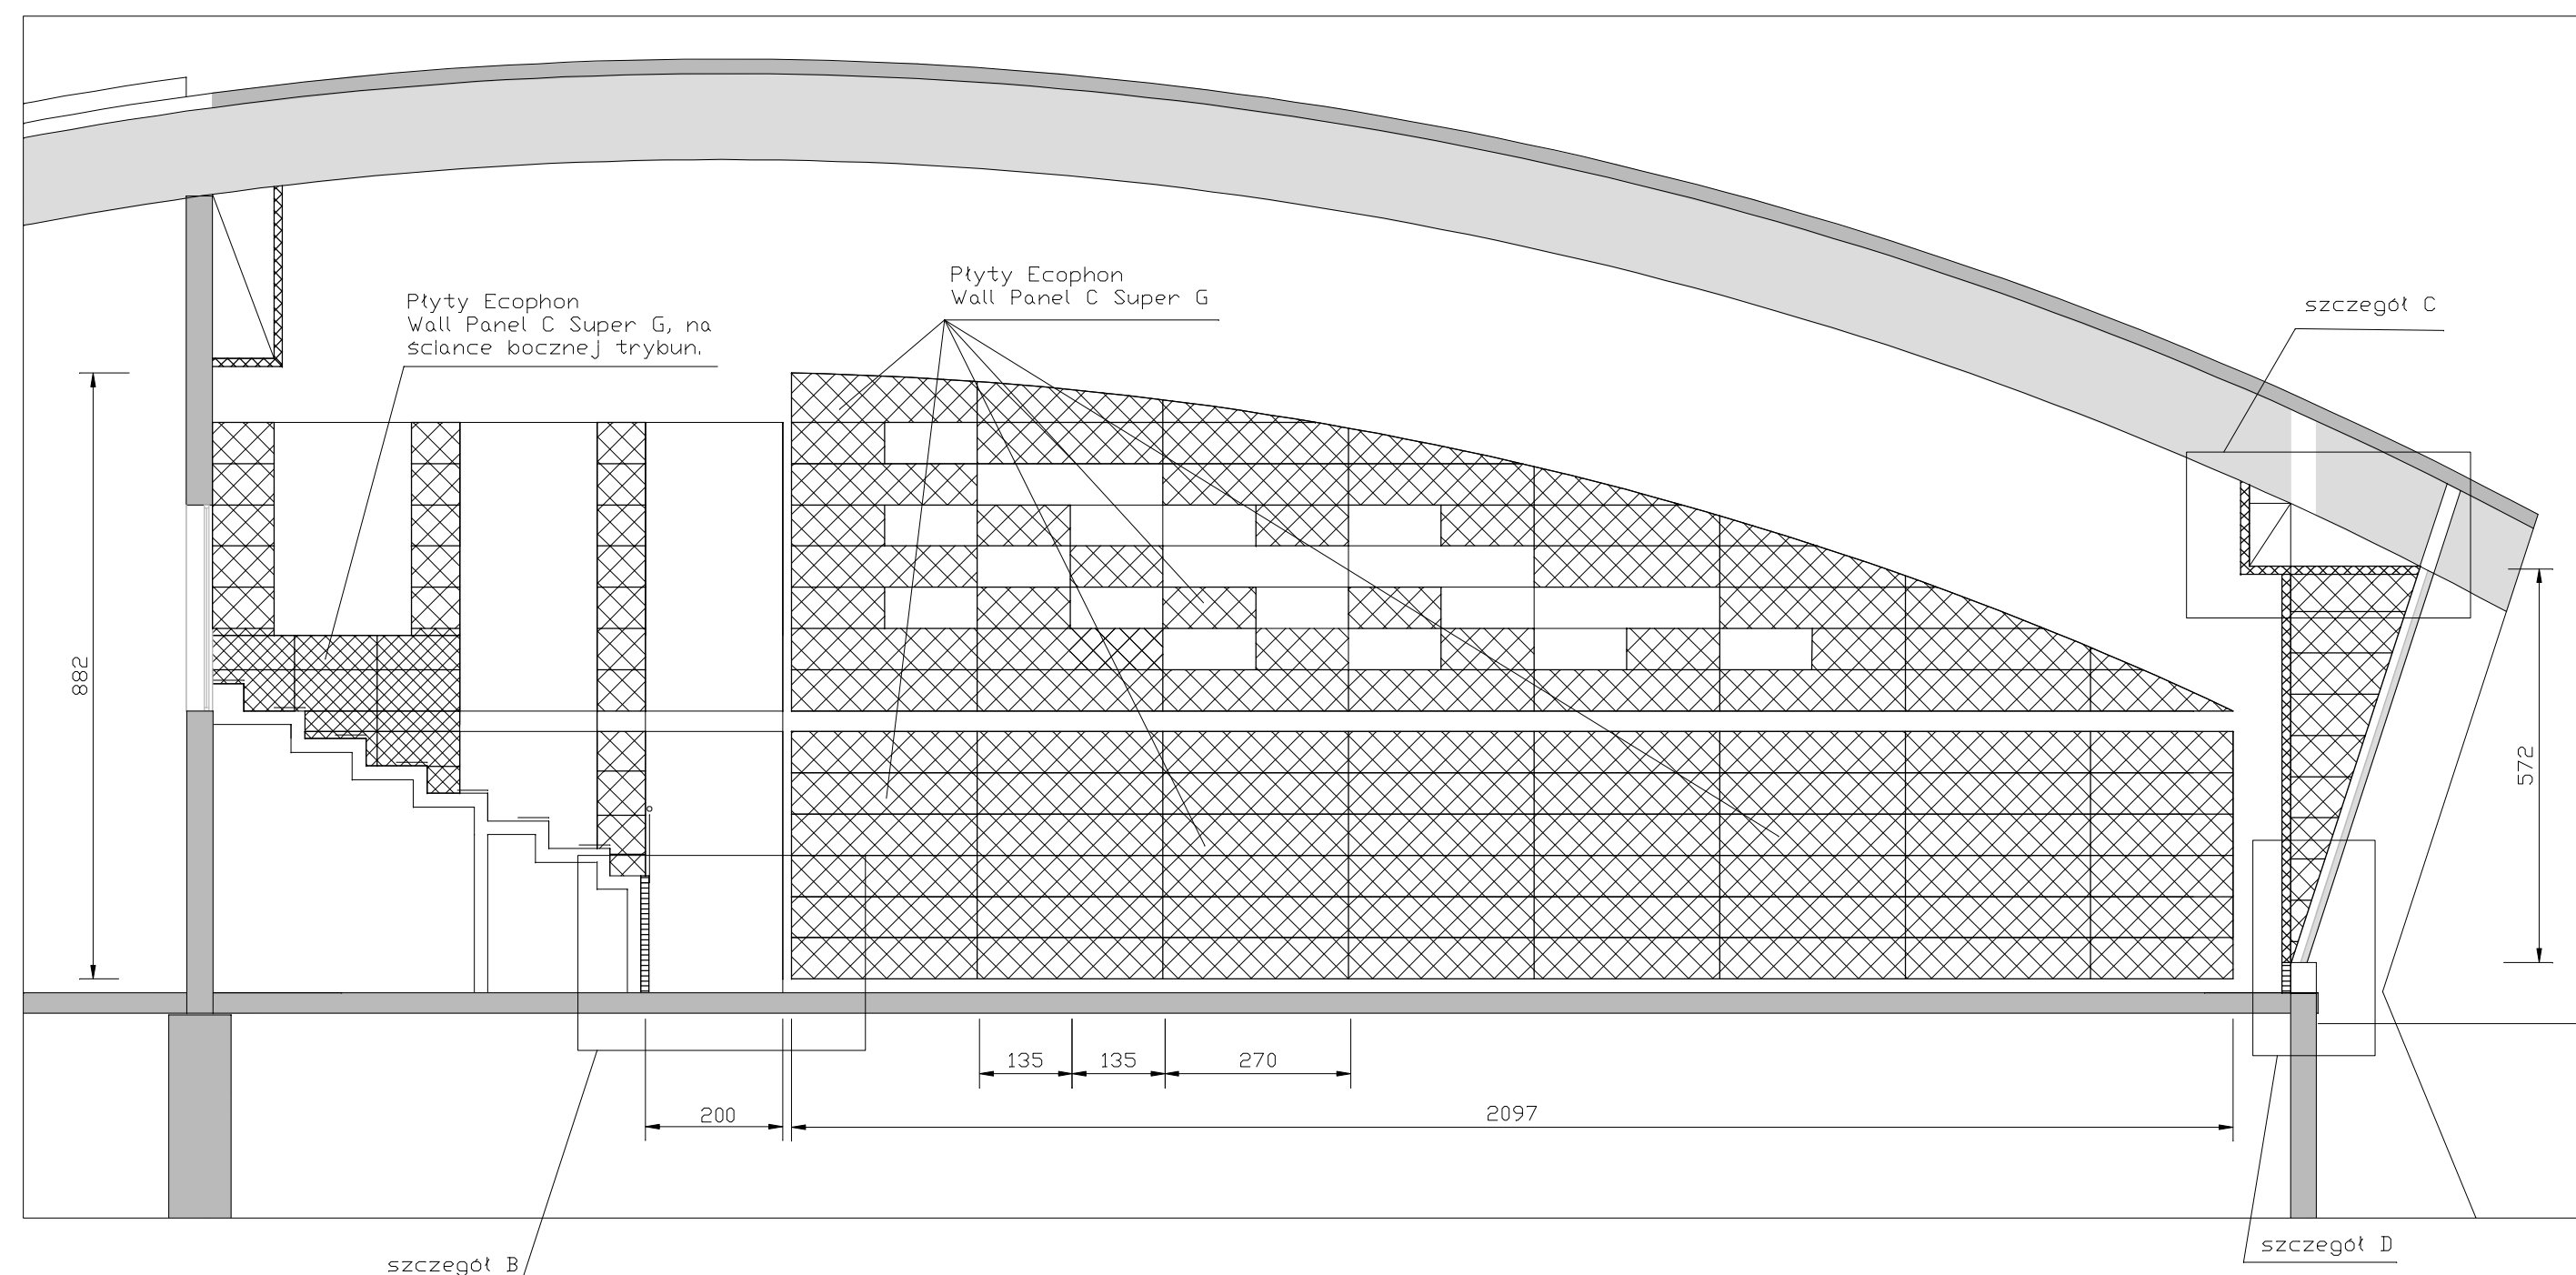 Płyty Ecophon
Wall Panel C Super G
Płyty Ecophon
Wall Panel C Super G, na
ściance bocznej trybun.
szczegół C
882
572
135
135
270
200
2097
szczegół B
szczegół D